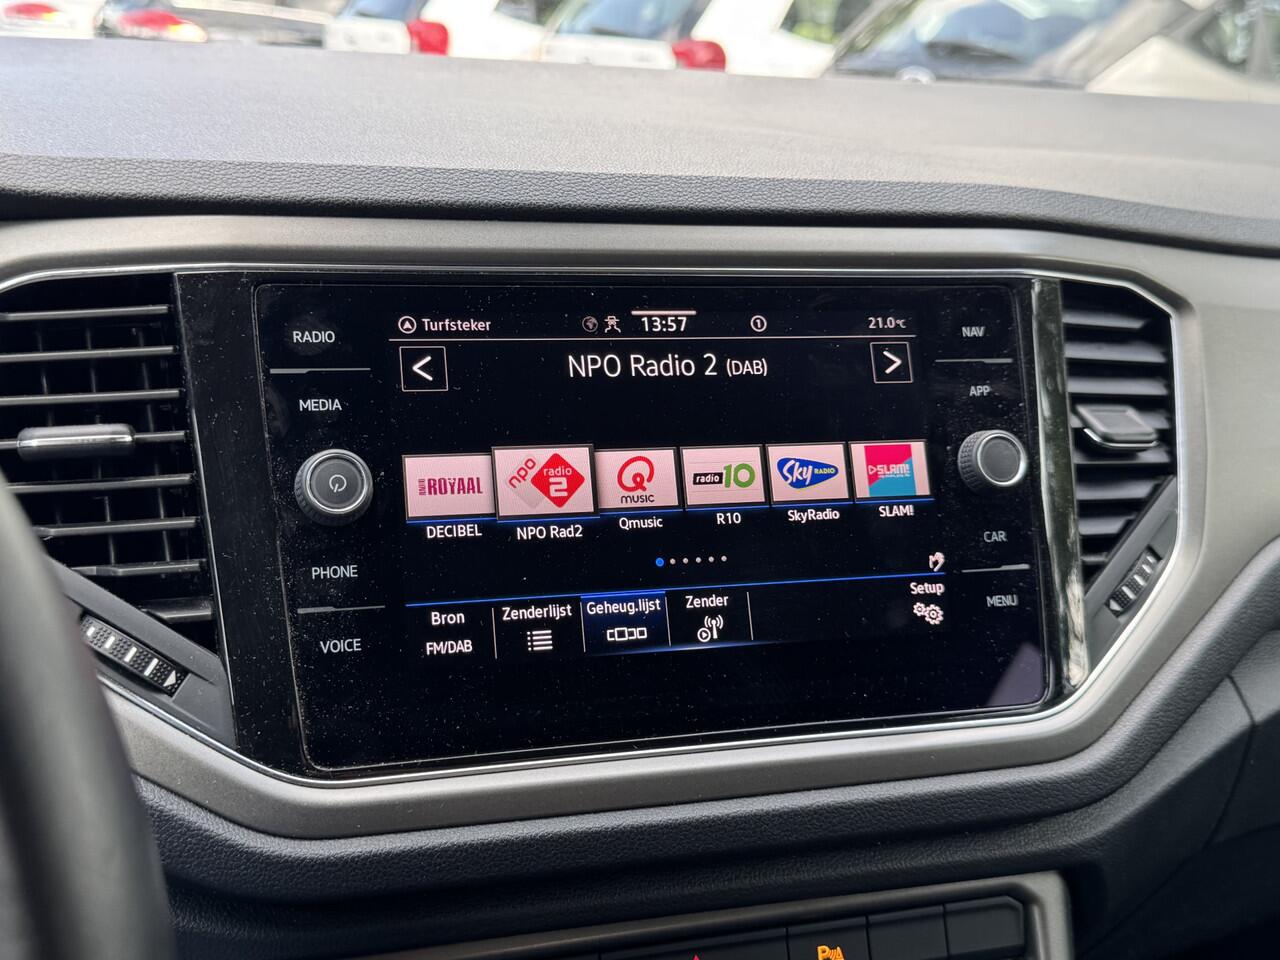 RADIO
MEDIA
PHONE
VOICE
Turfsteker
13:57
1
21.0°C
NPO Radio 2 (DAB)
ROYAAL
npo radio 2
Q MUSIC
radio 10
Sky RADIO
SLAM!
DECIBEL
NPO Rad2
Qmusic
R10
SkyRadio
SLAM!
Bron
FM/DAB
Zenderlijst
Geheug.lijst
Zender
Setup
NAV
APP
CAR
MENU